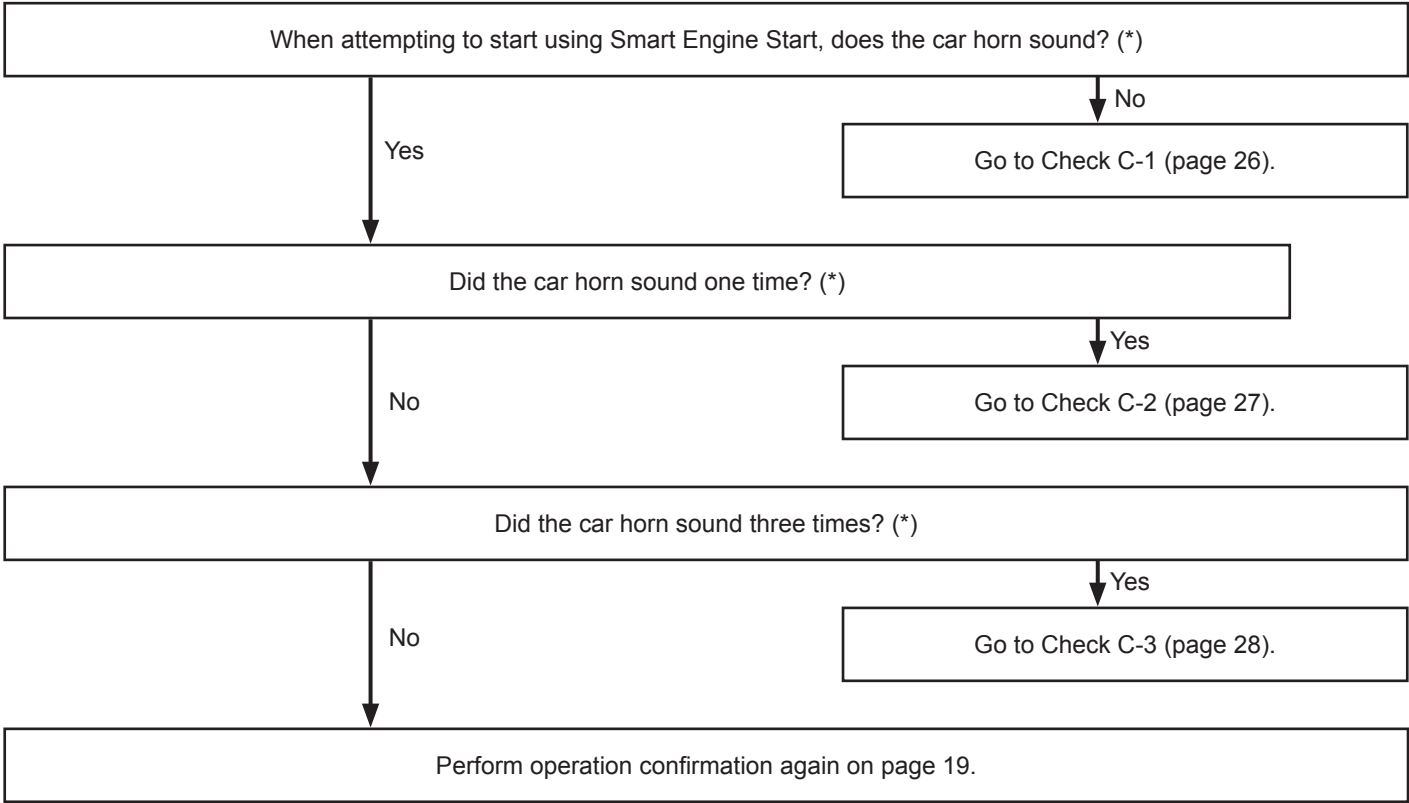 When attempting to start using Smart Engine Start, does the car horn sound? (*)
No
Yes
Go to Check C-1 (page 26).
Did the car horn sound one time? (*)
Yes
No
Go to Check C-2 (page 27).
Did the car horn sound three times? (*)
Yes
No
Go to Check C-3 (page 28).
Perform operation confirmation again on page 19.